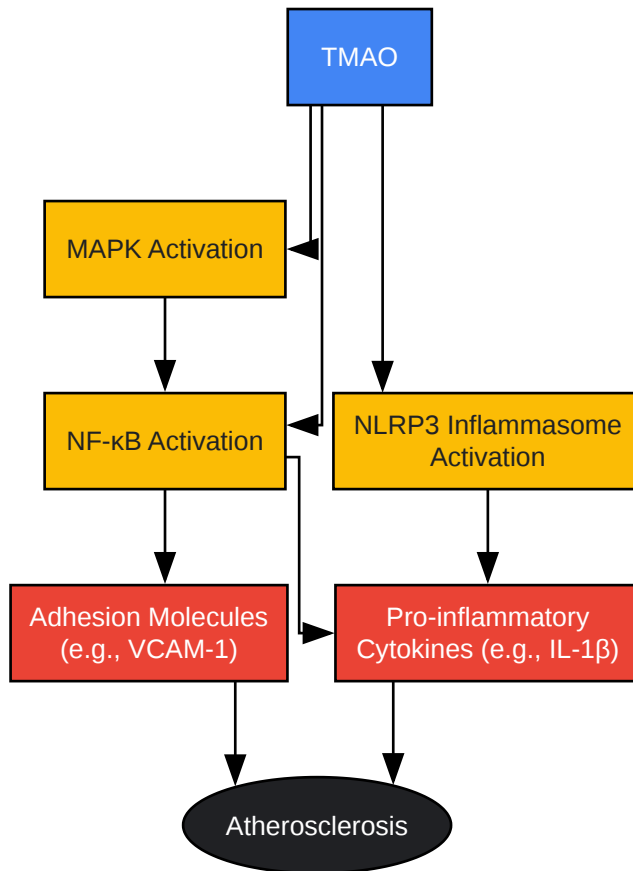 TMAO
MAPK Activation
NF-κB Activation
NLRP3 Inflammasome
Activation
Adhesion Molecules
(e.g., VCAM-1)
Pro-inflammatory
Cytokines (e.g., IL-1β)
Atherosclerosis